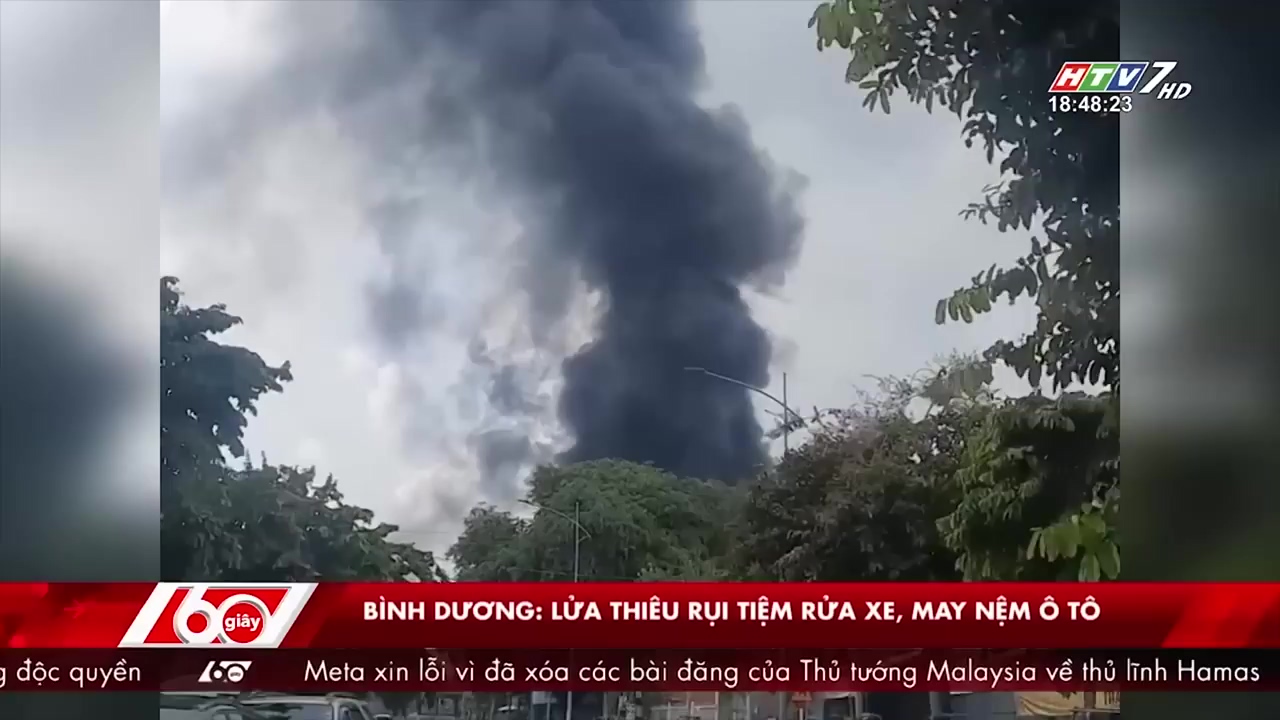 HTV7 HD
18:48:23
60 giây
BÌNH DƯƠNG: LỬA THIÊU RỤI TIỆM RỬA XE, MAY NỆM Ô TÔ
g độc quyền 60 giây Meta xin lỗi vì đã xóa các bài đăng của Thủ tướng Malaysia về thủ lĩnh Hamas